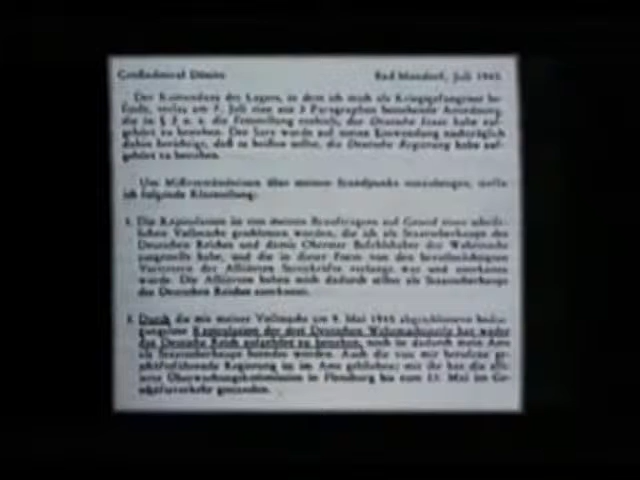 Großadmiral Dönitz Bad Mondorf, Juli 1945
Der Kommandant des Lagers, in dem ich mich als Kriegsgefangener be-
finde, verlas am 7. Juli eine aus 3 Paragraphen bestehende Anordnung,
die in § 2 u. a. die Feststellung enthielt, der Deutsche Staat habe auf-
gehört zu bestehen. Der Satz wurde auf meine Einwendung nachträglich
dahin berichtigt, daß es heißen sollte, die Deutsche Regierung habe auf-
gehört zu bestehen.
Um Mißverständnissen über meinen Standpunkt vorzubeugen, stelle
ich folgende Klarstellung:
1. Die Kapitulation ist von meinen Beauftragten auf Grund einer schrift-
lichen Vollmacht geschlossen worden, die ich als Staatsoberhaupt des
Deutschen Reiches und damit Oberster Befehlshaber der Wehrmacht
ausgestellt habe, und die in dieser Form von den bevollmächtigten
Vertretern der Alliierten Streitkräfte verlangt war und anerkannt
wurde. Die Alliierten haben mich dadurch selbst als Staatsoberhaupt
des Deutschen Reiches anerkannt.
2. Durch die mit meiner Vollmacht am 9. Mai 1945 abgeschlossene bedin-
gungslose Kapitulation der drei Deutschen Wehrmachtsteile hat weder
das Deutsche Reich aufgehört zu bestehen, noch ist dadurch mein Amt
als Staatsoberhaupt beendet worden. Auch die von mir berufene ge-
schäftsführende Regierung ist im Amt geblieben; mit ihr hat die alli-
ierte Überwachungskommission in Flensburg bis zum 23. Mai im Ge-
schäftsverkehr gestanden.